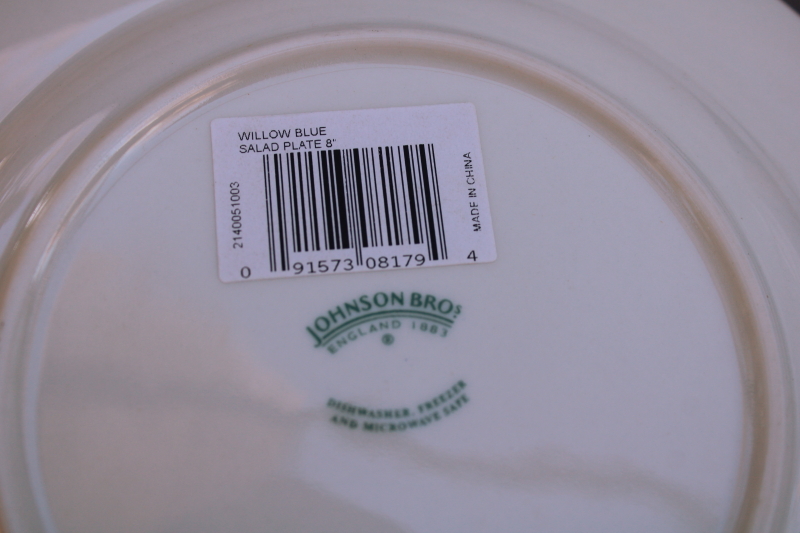 WILLOW BLUE
SALAD PLATE 8"
2140051003
MADE IN CHINA
0 91573 08179 4
JOHNSON BROS
ENGLAND 1883
®
DISHWASHER, FREEZER
AND MICROWAVE SAFE